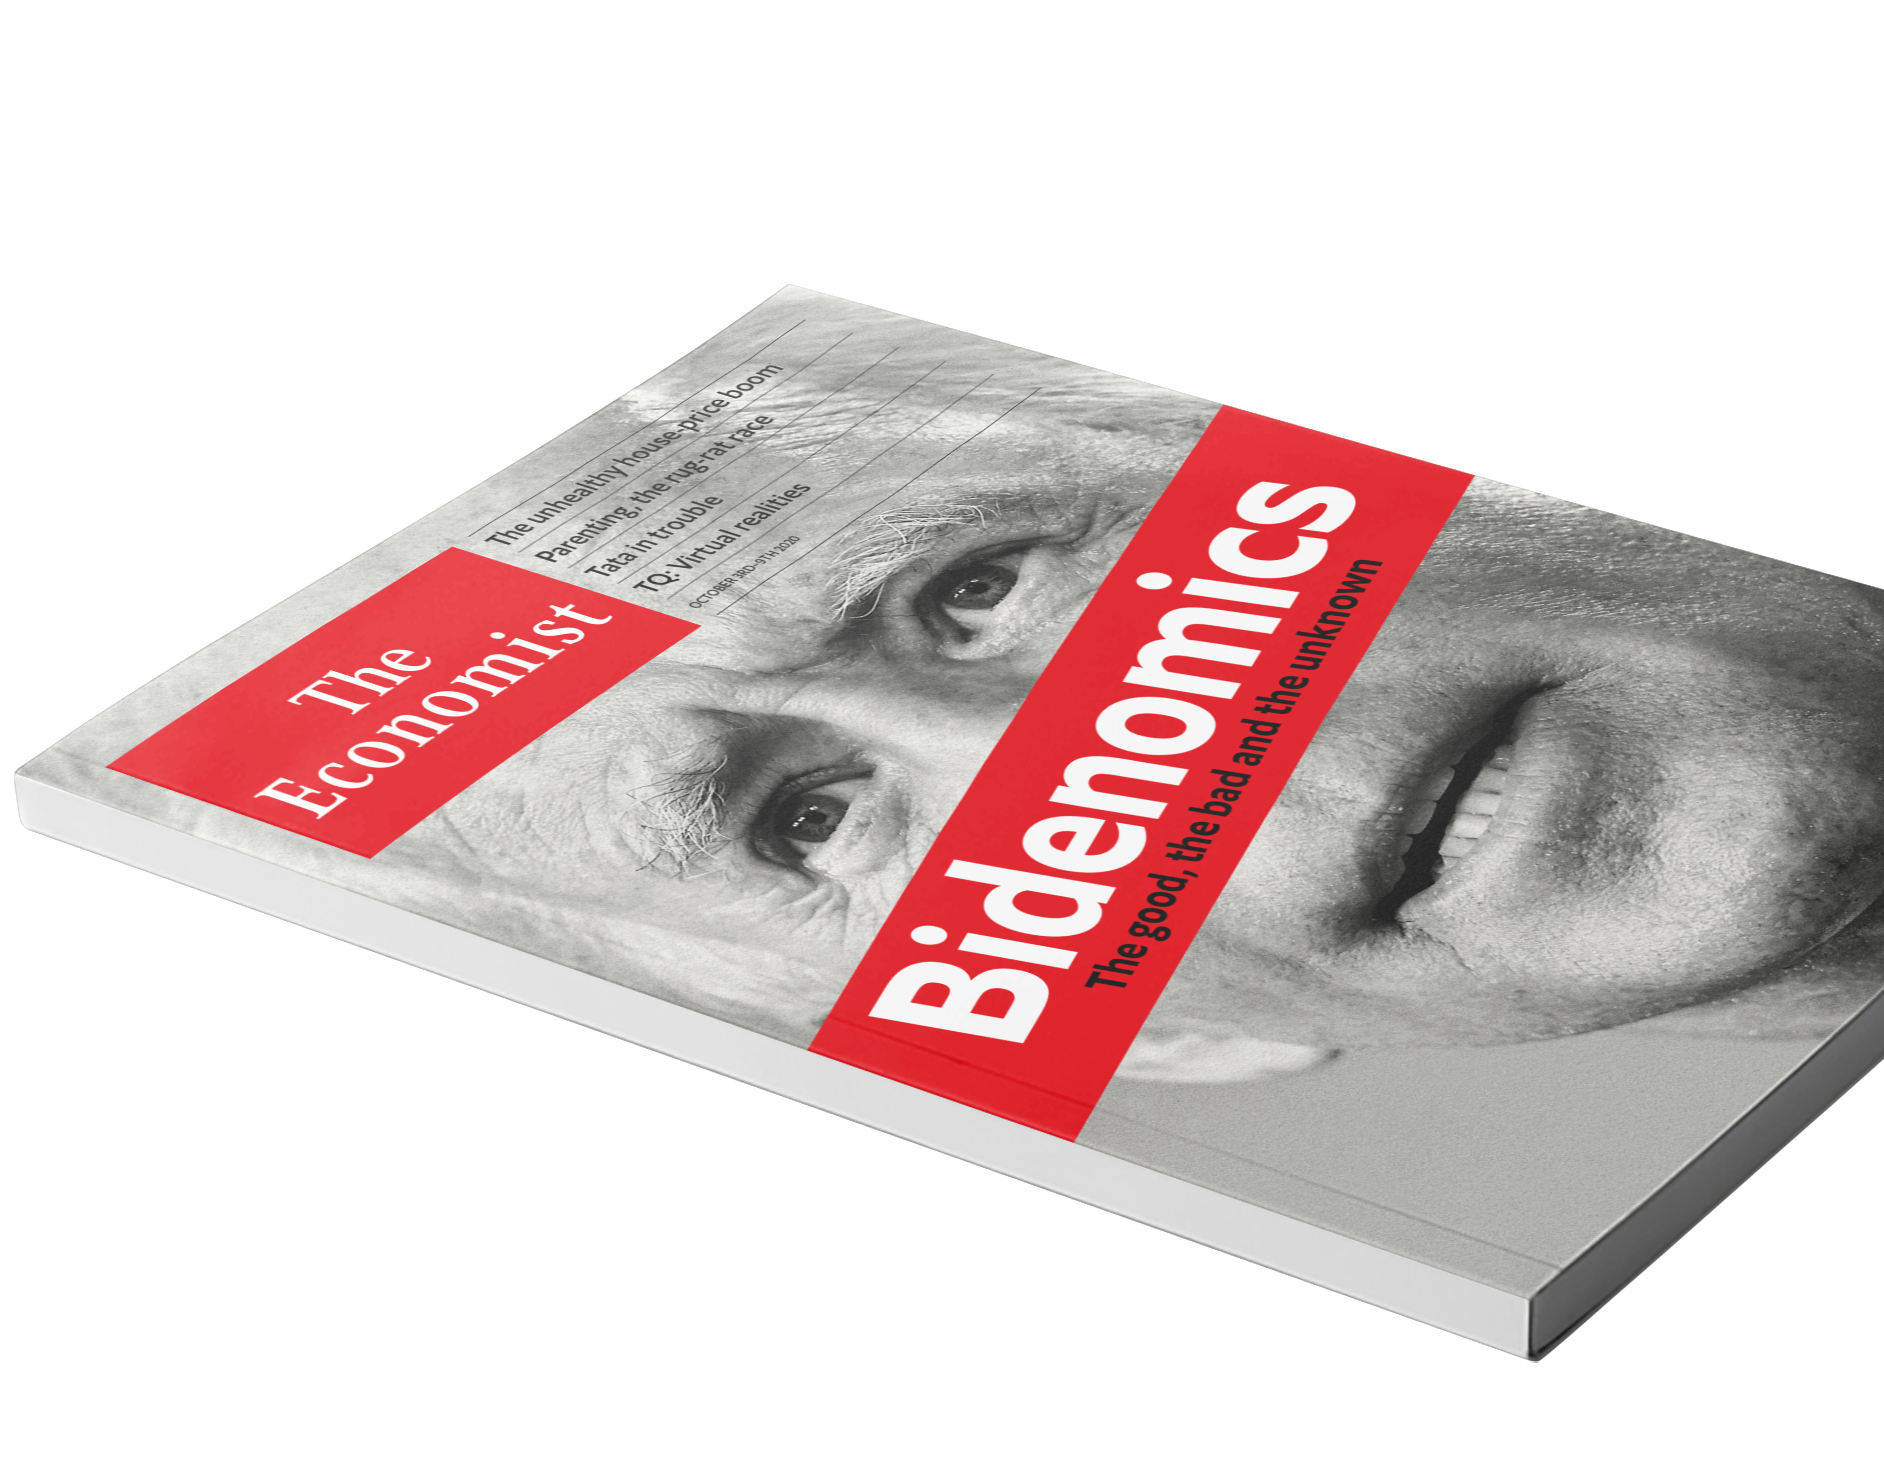 The
Economist
The unhealthy house-price boom
Parenting, the rug-rat race
Tata in trouble
TQ: Virtual realities
OCTOBER 3RD–9TH 2020
Bidenomics
The good, the bad and the unknown